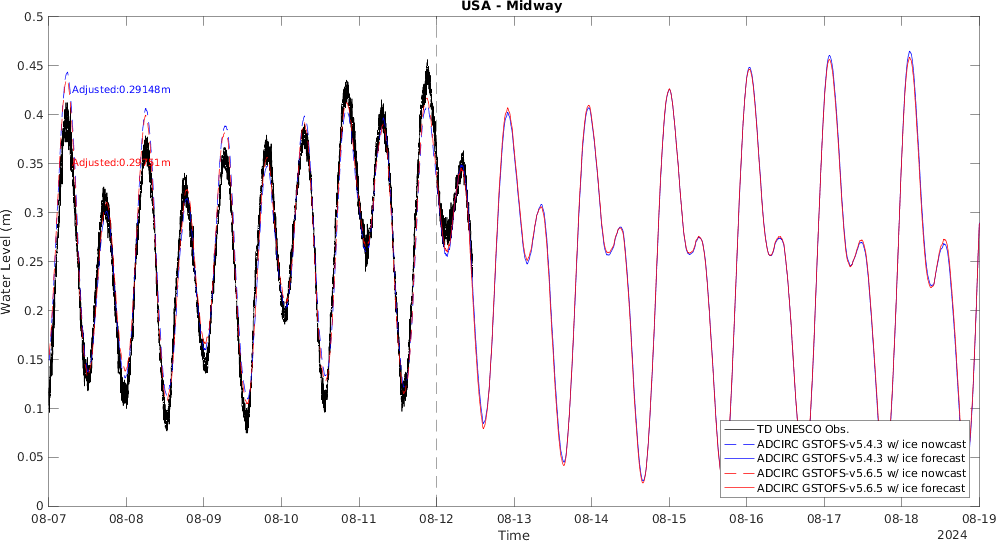 USA - Midway
0.5
0.45
0.4
0.35
0.3
0.25
0.2
0.15
0.1
0.05
0
Water Level (m)
Adjusted:0.29148m
TD UNESCO Obs.
ADCIRC GSTOFS-v5.4.3 w/ ice nowcast
ADCIRC GSTOFS-v5.4.3 w/ ice forecast
ADCIRC GSTOFS-v5.6.5 w/ ice nowcast
ADCIRC GSTOFS-v5.6.5 w/ ice forecast
08-07 08-08 08-09 08-10 08-11 08-12 08-13 08-14 08-15 08-16 08-17 08-18 08-19
Time
2024